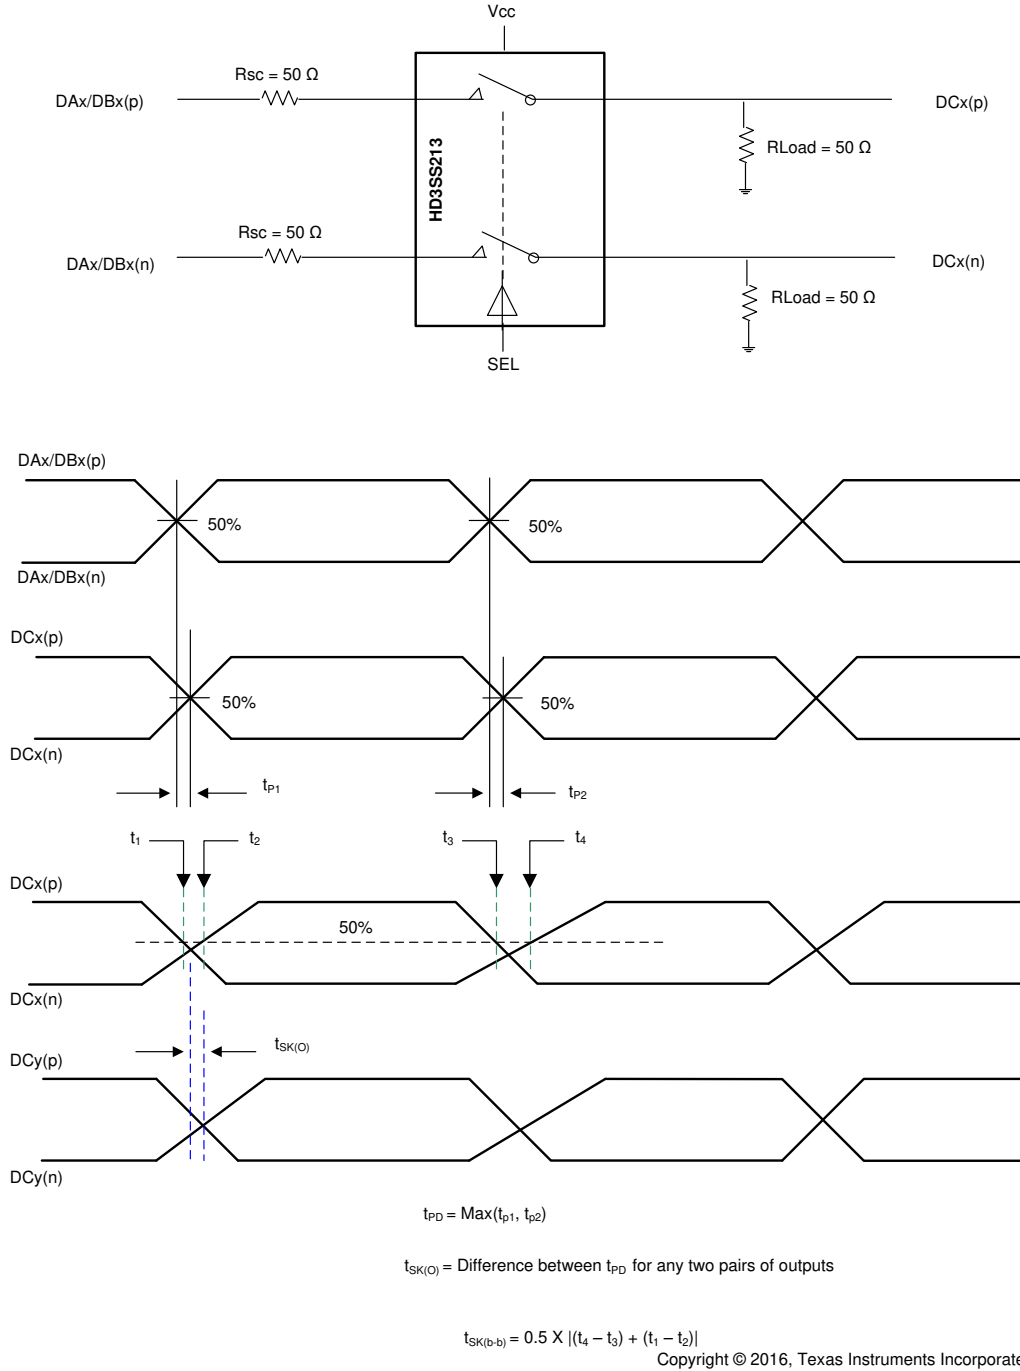 Vcc
Rsc = 50 Ω
DAx/DBx(p)
DCx(p)
RLoad = 50 Ω
HD3SS213
Rsc = 50 Ω
DAx/DBx(n)
DCx(n)
RLoad = 50 Ω
SEL
DAx/DBx(p)
50%
50%
DAx/DBx(n)
DCx(p)
50%
50%
DCx(n)
tP1
tP2
t1
t2
t3
t4
DCx(p)
50%
DCx(n)
tSK(O)
DCy(p)
DCy(n)
tPD = Max(tp1, tp2)
tSK(O) = Difference between tPD for any two pairs of outputs
tSK(b-b) = 0.5 X |(t4 – t3) + (t1 – t2)|
Copyright © 2016, Texas Instruments Incorporate